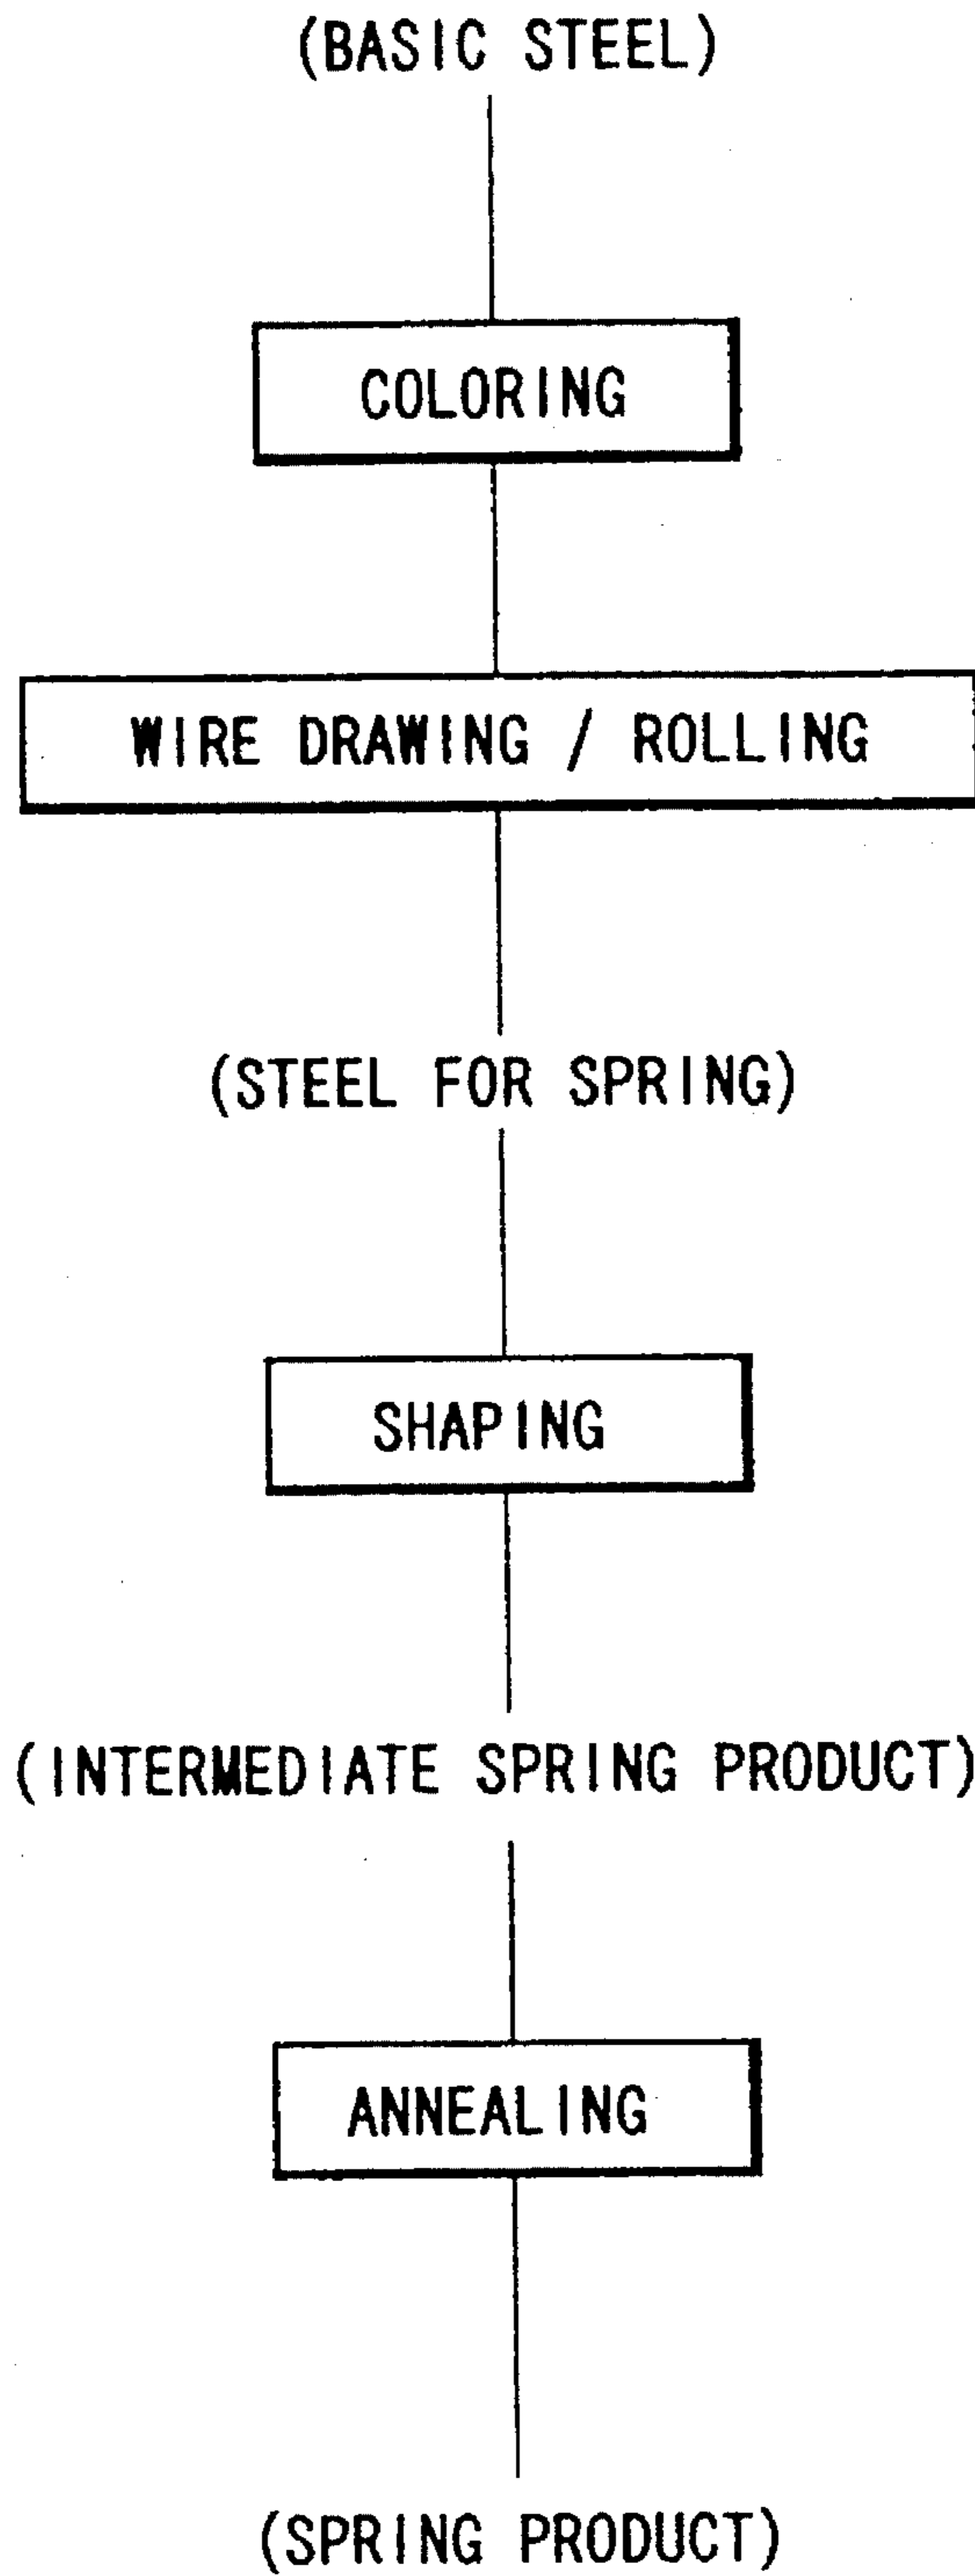 (BASIC STEEL)
COLORING
WIRE DRAWING / ROLLING
(STEEL FOR SPRING)
SHAPING
(INTERMEDIATE SPRING PRODUCT)
ANNEALING
(SPRING PRODUCT)